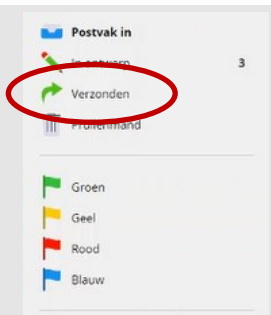 Postvak in
In ontwerp 3
Verzonden
Prullenmand
Groen
Geel
Rood
Blauw